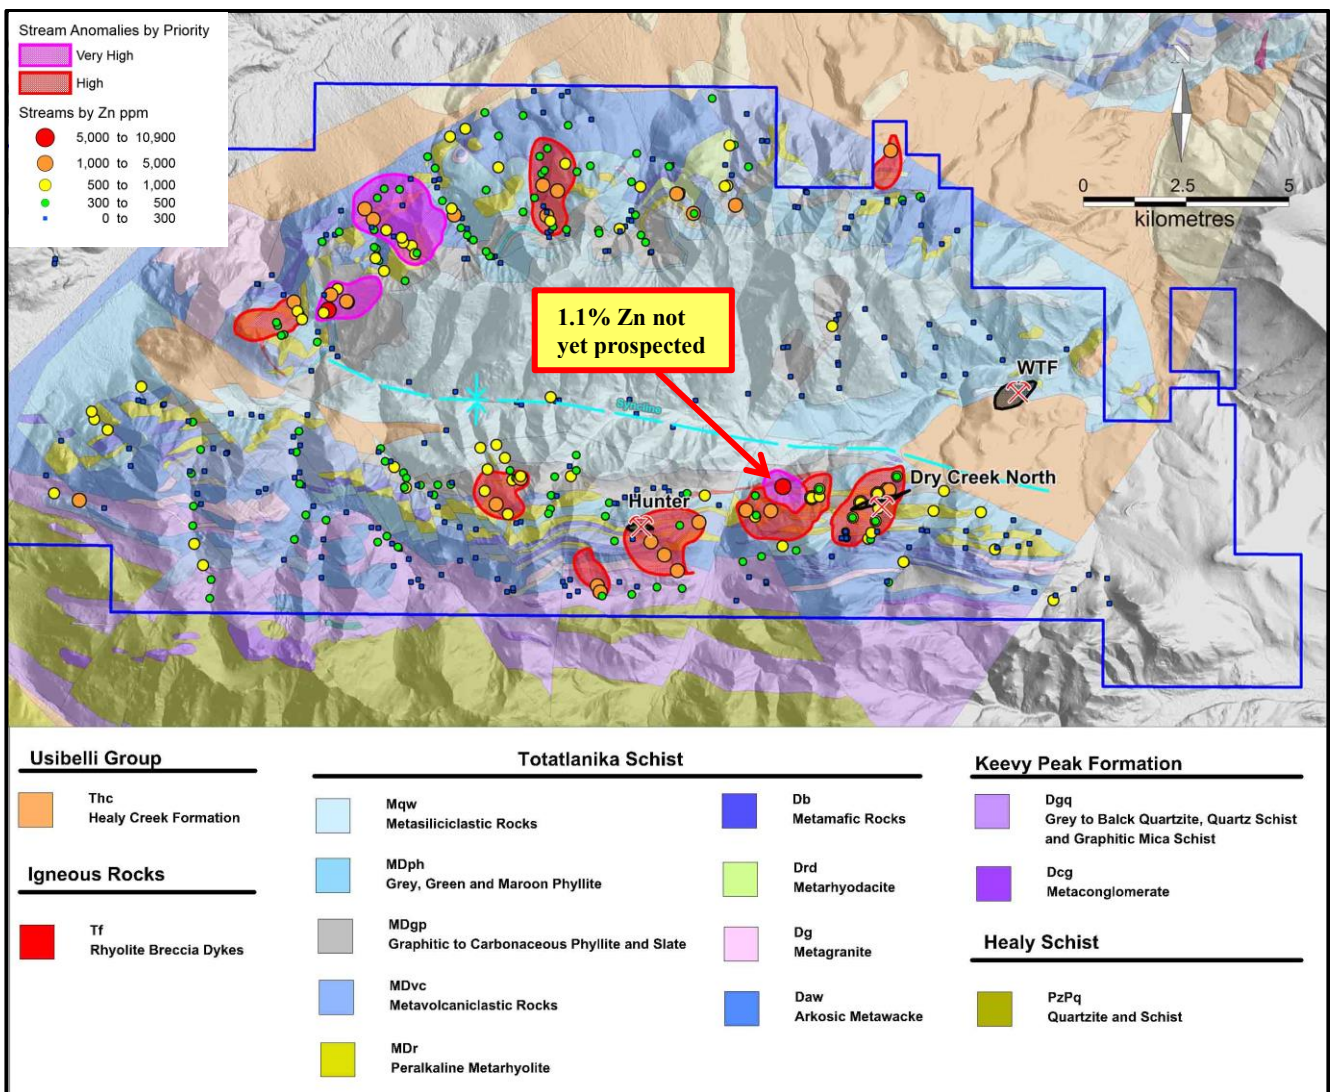 Stream Anomalies by Priority
Very High
High
Streams by Zn ppm
5,000 to 10,900
1,000 to 5,000
500 to 1,000
300 to 500
0 to 300
N
0 2.5 5
kilometres
1.1% Zn not
yet prospected
WTF
Syncline
Dry Creek North
Hunter
Usibelli Group
Thc
Healy Creek Formation
Igneous Rocks
Tf
Rhyolite Breccia Dykes
Totatlanika Schist
Mqw
Metasiliciclastic Rocks
MDph
Grey, Green and Maroon Phyllite
MDgp
Graphitic to Carbonaceous Phyllite and Slate
MDvc
Metavolcaniclastic Rocks
MDr
Peralkaline Metarhyolite
Db
Metamafic Rocks
Drd
Metarhyodacite
Dg
Metagranite
Daw
Arkosic Metawacke
Keevy Peak Formation
Dgq
Grey to Balck Quartzite, Quartz Schist
and Graphitic Mica Schist
Dcg
Metaconglomerate
Healy Schist
PzPq
Quartzite and Schist